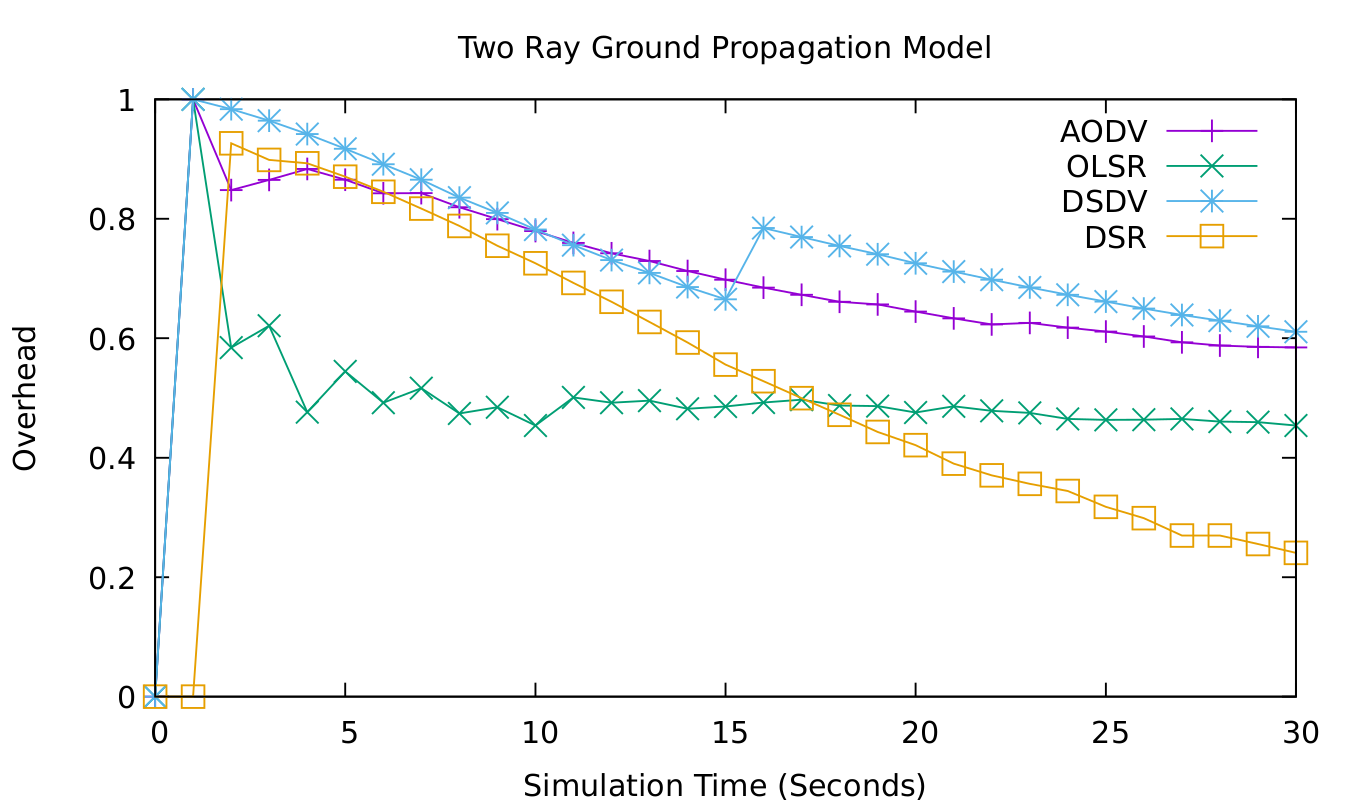 Two Ray Ground Propagation Model
1
0.8
0.6
0.4
0.2
0
Overhead
AODV
OLSR
DSDV
DSR
0 5 10 15 20 25 30
Simulation Time (Seconds)